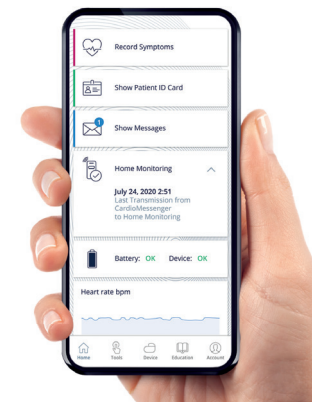 Record Symptoms
Show Patient ID Card
1
Show Messages
Home Monitoring
July 24, 2020 2:51
Last Transmission from
CardioMessenger
to Home Monitoring
Battery: OK Device: OK
Heart rate bpm
Home Tools Device Education Account